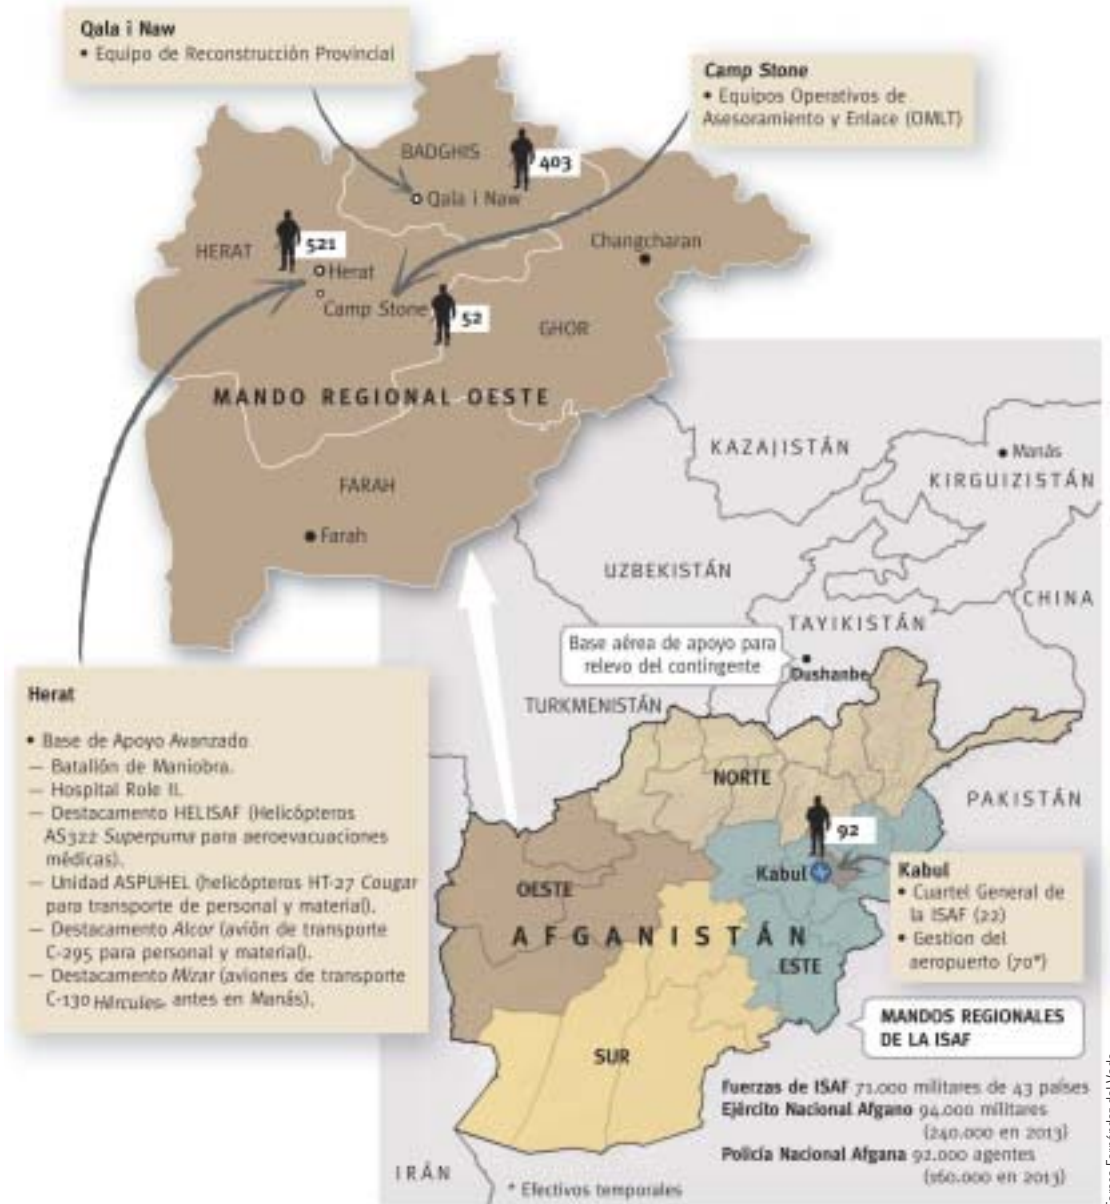 Qala i Naw
• Equipo de Reconstrucción Provincial
Camp Stone
• Equipos Operativos de
Asesoramiento y Enlace (OMLT)
BADGHIS
403
Qala i Naw
HERAT
521
Herat
Camp Stone
52
Changcharan
GHOR
MANDO REGIONAL OESTE
FARAH
Farah
KAZAJISTÁN
Manás
KIRGUIZISTÁN
UZBEKISTÁN
CHINA
TAYIKISTÁN
Base aérea de apoyo para
relevo del contingente
Dushanbe
TURKMENISTÁN
Herat
• Base de Apoyo Avanzado
— Batallón de Maniobra.
— Hospital Role II.
— Destacamento HELISAF (Helicópteros
AS322 Superpuma para aeroevacuaciones
médicas).
— Unidad ASPUHEL (helicópteros HT-27 Cougar
para transporte de personal y material).
— Destacamento Alcor (avión de transporte
C-295 para personal y material).
— Destacamento Mizar (aviones de transporte
C-130 Hércules, antes en Manás).
NORTE
PAKISTÁN
92
Kabul
Kabul
• Cuartel General de
la ISAF (22)
• Gestion del
aeropuerto (70*)
OESTE
AFGANISTÁN
ESTE
SUR
MANDOS REGIONALES
DE LA ISAF
Fuerzas de ISAF 71.000 militares de 43 países
Ejército Nacional Afgano 94.000 militares
(240.000 en 2013)
Policía Nacional Afgana 92.000 agentes
(160.000 en 2013)
IRÁN
* Efectivos temporales
Fernández del Vado